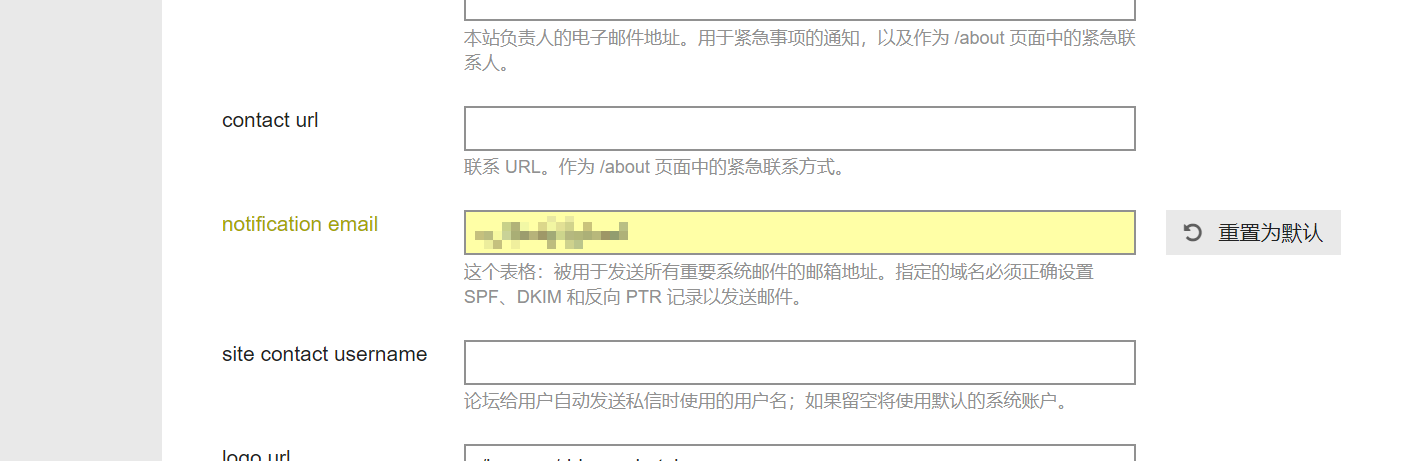 本站负责人的电子邮件地址。用于紧急事项的通知，以及作为 /about 页面中的紧急联
系人。
contact url
联系 URL。作为 /about 页面中的紧急联系方式。
notification email
重置为默认
这个表格：被用于发送所有重要系统邮件的邮箱地址。指定的域名必须正确设置
SPF、DKIM 和反向 PTR 记录以发送邮件。
site contact username
论坛给用户自动发送私信时使用的用户名；如果留空将使用默认的系统账户。
logo url